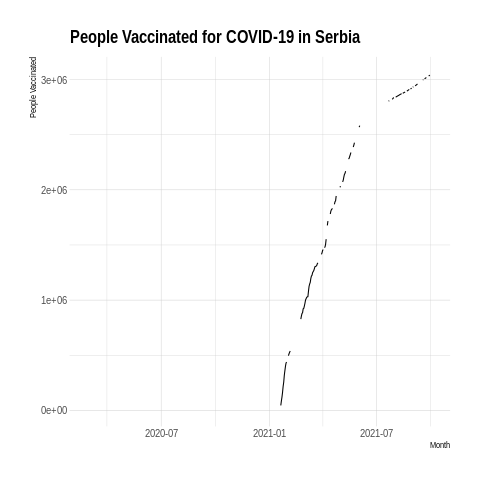 People Vaccinated for COVID-19 in Serbia
People Vaccinated
3e+06
2e+06
1e+06
0e+00
2020-07
2021-01
2021-07
Month